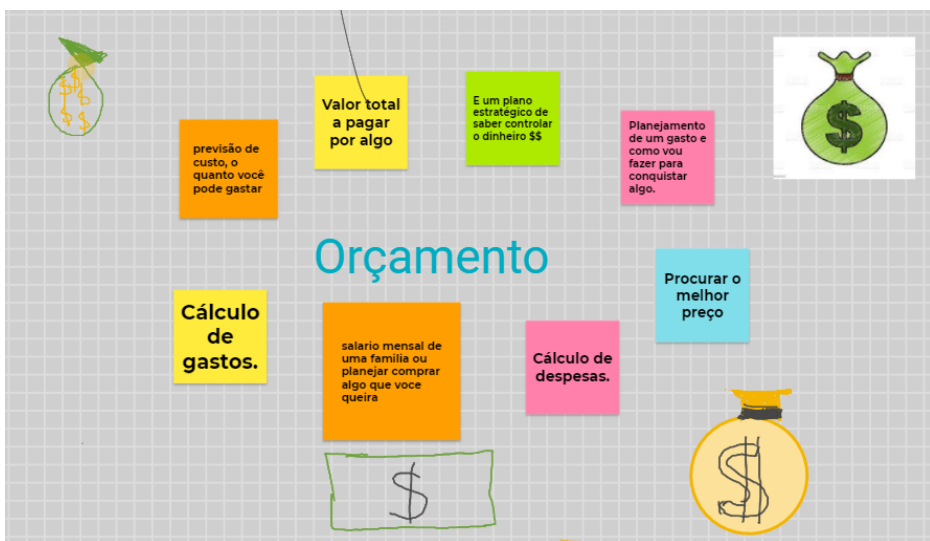 Valor total
a pagar
por algo
E um plano
estratégico de
saber controlar
o dinheiro $$
Planejamento
de um gasto e
como vou
fazer para
conquistar
algo.
previsão de
custo, o
quanto você
pode gastar
$
$ $
$ $
$ $
$
Orçamento
Procurar o
melhor
preço
Cálculo
de
gastos.
salario mensal de
uma familia ou
planejar comprar
algo que voce
queira
Cálculo de
despesas.
$
$